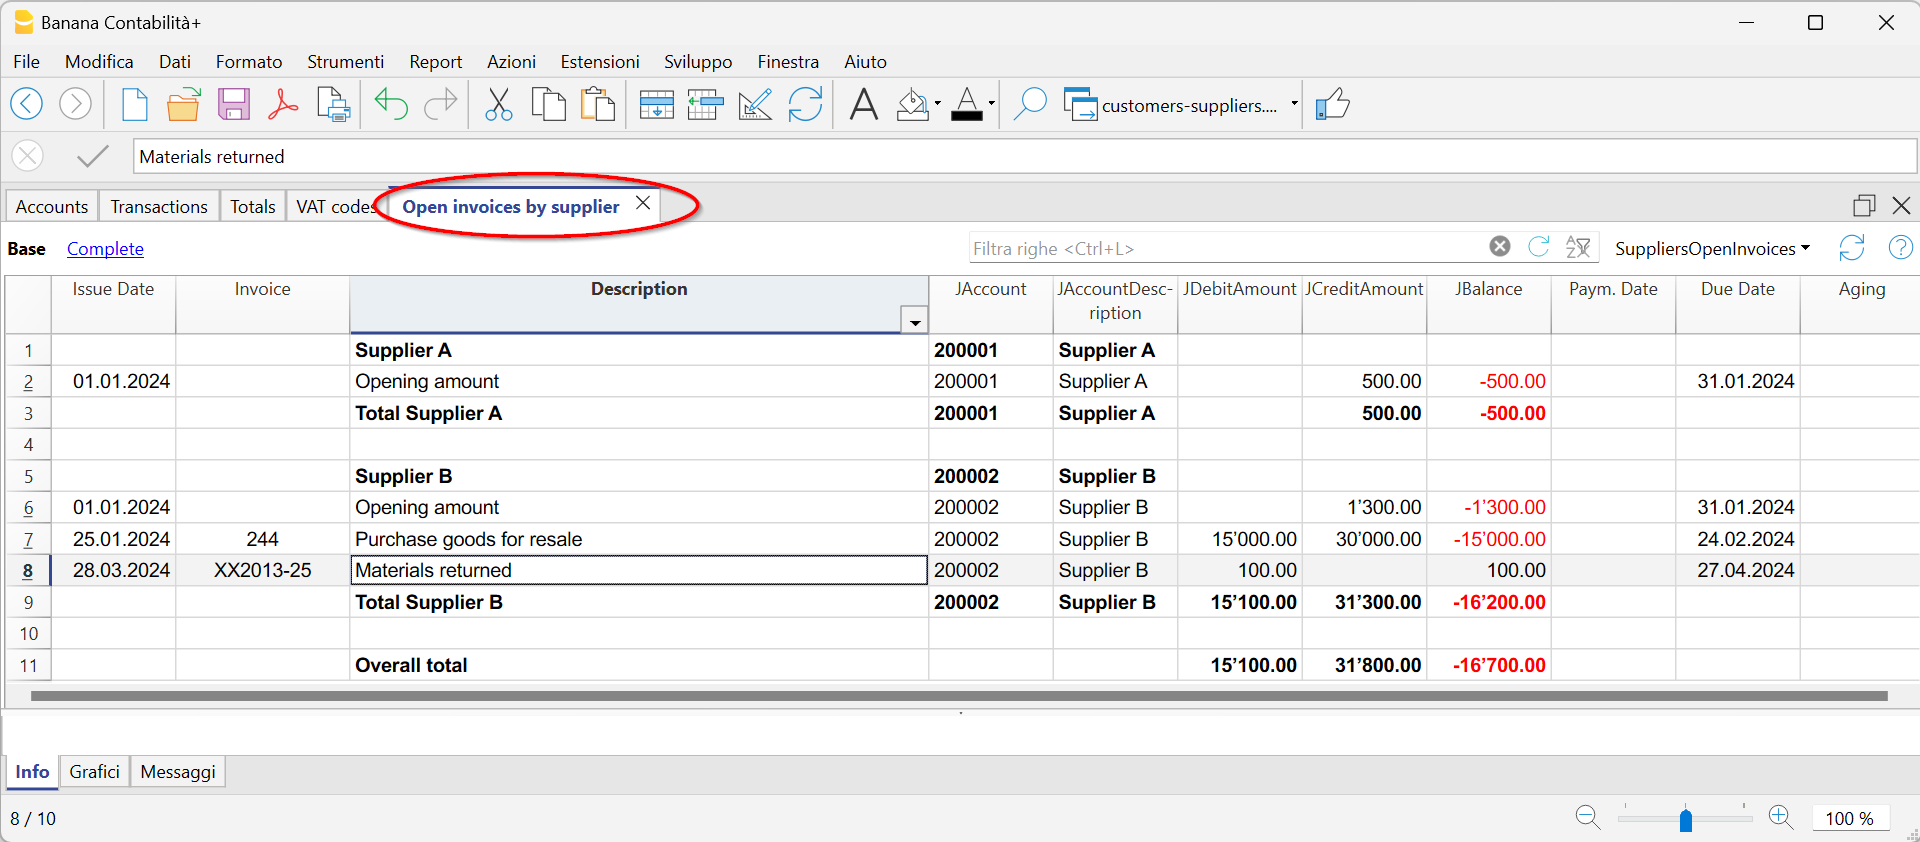 Banana Contabilità+
File Modifica Dati Formato Strumenti Report Azioni Estensioni Sviluppo Finestra Aiuto
customers-suppliers....
Materials returned
Accounts Transactions Totals VAT codes Open invoices by supplier
Base Complete Filtra righe <Ctrl+L> SuppliersOpenInvoices
Issue Date Invoice Description JAccount JAccountDesc- JDebitAmount JCreditAmount JBalance Paym. Date Due Date Aging
ription
1 Supplier A 200001 Supplier A
2 01.01.2024 Opening amount 200001 Supplier A 500.00 -500.00 31.01.2024
3 Total Supplier A 200001 Supplier A 500.00 -500.00
4
5 Supplier B 200002 Supplier B
6 01.01.2024 Opening amount 200002 Supplier B 1’300.00 -1’300.00 31.01.2024
7 25.01.2024 244 Purchase goods for resale 200002 Supplier B 15’000.00 30’000.00 -15’000.00 24.02.2024
8 28.03.2024 XX2013-25 Materials returned 200002 Supplier B 100.00 100.00 27.04.2024
9 Total Supplier B 200002 Supplier B 15’100.00 31’300.00 -16’200.00
10
11 Overall total 15’100.00 31’800.00 -16’700.00
Info Grafici Messaggi
8 / 10 100 %